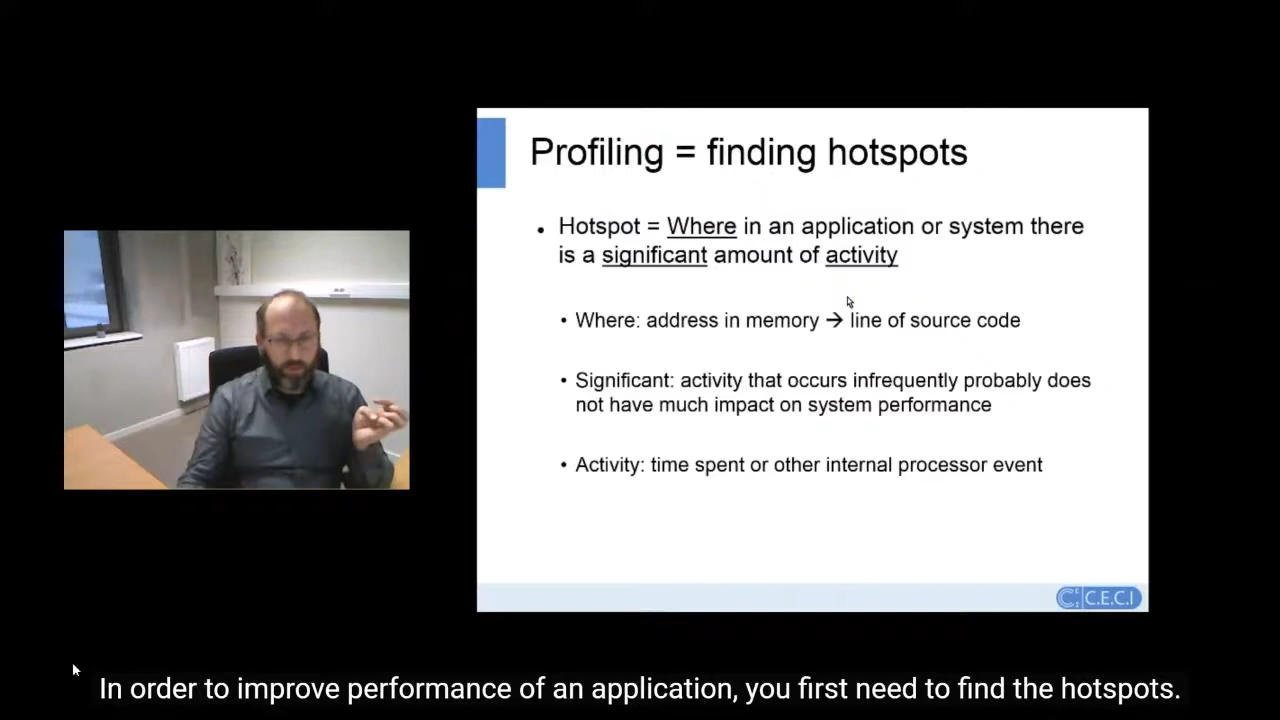 Profiling = finding hotspots
• Hotspot = Where in an application or system there
is a significant amount of activity
• Where: address in memory → line of source code
• Significant: activity that occurs infrequently probably does
not have much impact on system performance
• Activity: time spent or other internal processor event
C.E.C.I
In order to improve performance of an application, you first need to find the hotspots.